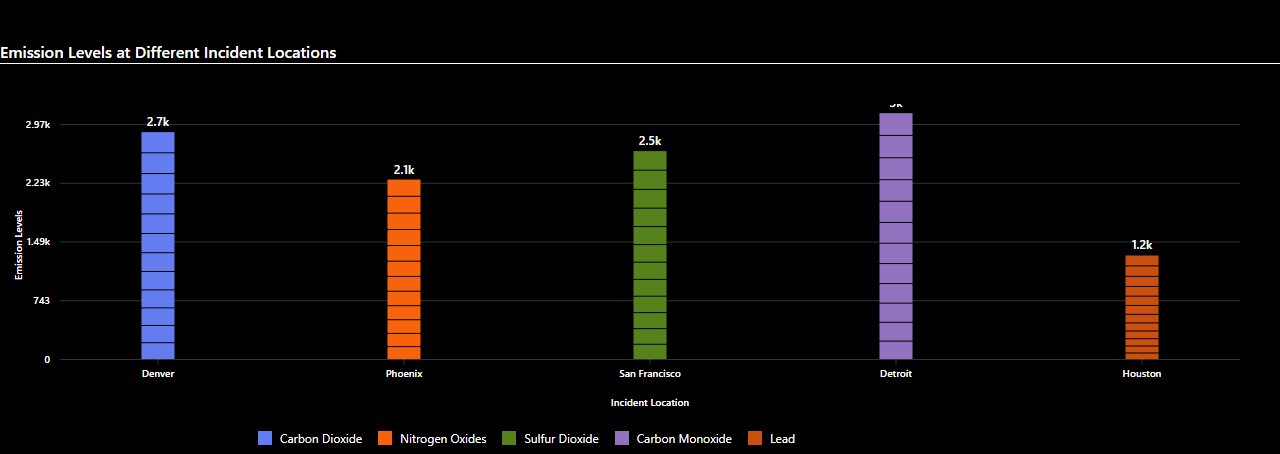 Emission Levels at Different Incident Locations
2.97k
2.23k
1.49k
743
0
Emission Levels
2.7k
2.1k
2.5k
3k
1.2k
Denver
Phoenix
San Francisco
Detroit
Houston
Incident Location
Carbon Dioxide
Nitrogen Oxides
Sulfur Dioxide
Carbon Monoxide
Lead